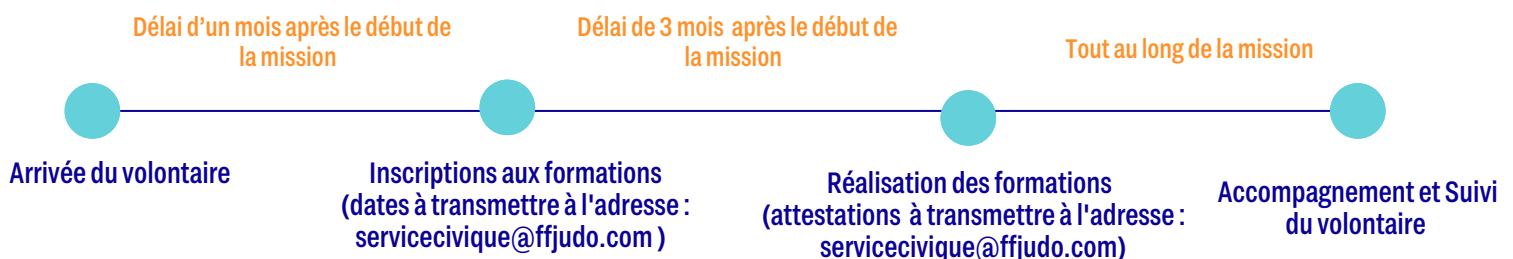 Délai d'un mois après le début de
la mission
Délai de 3 mois  après le début de
la mission
Tout au long de la mission
Arrivée du volontaire
Inscriptions aux formations
(dates à transmettre à l'adresse :
servicecivique@ffjudo.com )
Réalisation des formations
(attestations  à transmettre à l'adresse :
servicecivique@ffjudo.com)
Accompagnement et Suivi
du volontaire